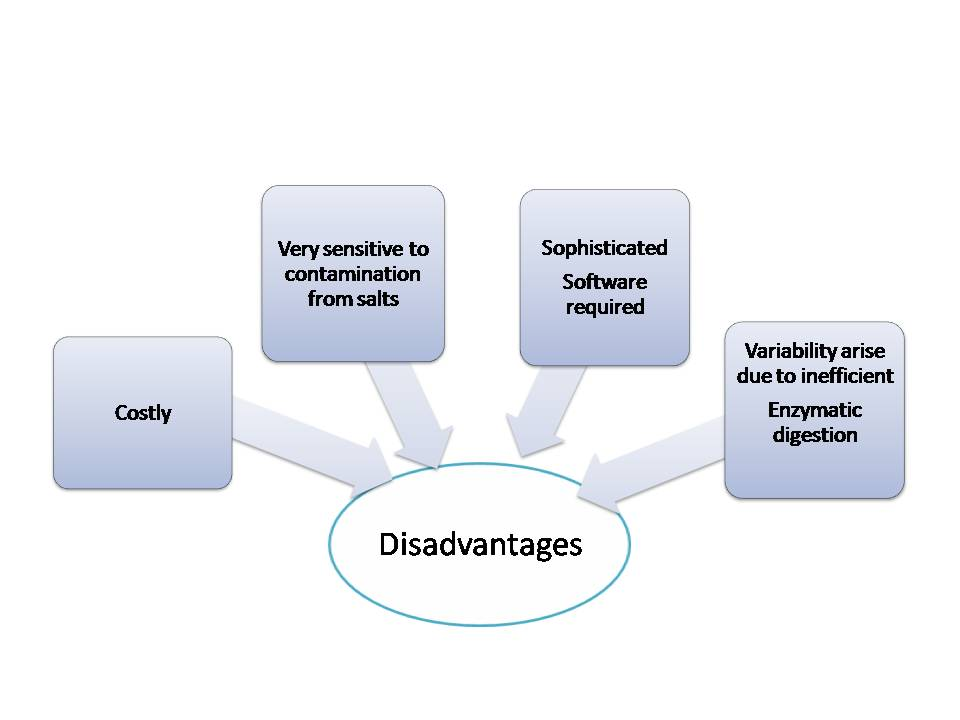 Costly
Very sensitive to
contamination
from salts
Sophisticated
Software
required
Variability arise
due to inefficient
Enzymatic
digestion
Disadvantages